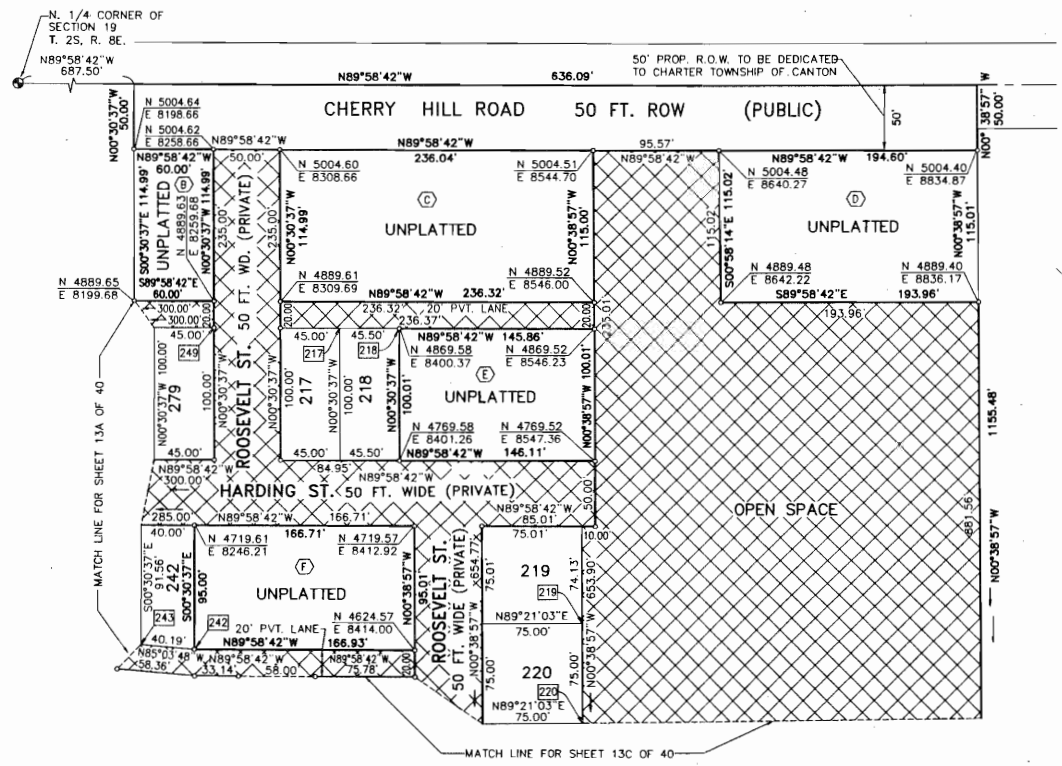 N. 1/4 CORNER OF
SECTION 19
T. 2S, R. 8E.
N89°58'42"W
687.50'
N89°58'42"W 636.09'
50' PROP. R.O.W. TO BE DEDICATED
TO CHARTER TOWNSHIP OF CANTON
N00°30'37"W
50.00'
N 5004.64
E 8198.66
N 5004.62
E 8258.66
CHERRY HILL ROAD 50 FT. ROW (PUBLIC)
50'
N00°38'57"W
50.00'
N89°58'42"W
60.00'
N89°58'42"W
50.00'
N89°58'42"W
236.04'
95.57'
N89°58'42"W
N89°58'42"W 194.60'
N 5004.60
E 8308.66
N 5004.51
E 8544.70
N 5004.48
E 8640.27
N 5004.40
E 8834.87
S00°30'37"E 114.99'
UNPLATTED
B
N 4889.63
E 8259.68
N00°30'37"W 114.99'
235.00'
ROOSEVELT ST. 50 FT. WD. (PRIVATE)
235.00'
N00°30'37"W
114.99'
C
UNPLATTED
N00°38'57"W
115.00'
115.02'
S00°58'14"E 115.02'
D
UNPLATTED
N00°38'57"W
115.01'
N 4889.65
E 8199.68
S89°58'42"E
60.00'
N 4889.61
E 8309.69
N 4889.52
E 8546.00
N89°58'42"W 236.32'
N 4889.48
E 8642.22
N 4889.40
E 8836.17
S89°58'42"E 193.96'
193.96'
300.00'
300.00'
20.00'
20.00'
236.32' 20' PVT. LANE
236.37'
20.00'
235.01'
45.00'
249
N00°30'37"W 100.00'
279
100.00'
N00°30'37"W
45.00'
45.00'
217
100.00'
217
N00°30'37"W
45.00'
45.50'
218
100.00'
218
N00°30'37"W
100.01'
45.50'
N89°58'42"W 145.86'
N 4869.58
E 8400.37
N 4869.52
E 8546.23
E
UNPLATTED
N 4769.58
E 8401.26
N 4769.52
E 8547.36
N89°58'42"W 146.11'
N00°38'57"W 100.01'
1155.48'
MATCH LINE FOR SHEET 13A OF 40
N89°58'42"W
300.00'
84.95'
N89°58'42"W
HARDING ST. 50 FT. WIDE (PRIVATE)
50.00'
OPEN SPACE
881.56'
N00°38'57"W
285.00'
40.00'
N89°58'42"W 166.71'
166.71'
N89°58'42"W
85.01'
75.01'
10.00'
S00°30'37"E
91.56'
242
243
S00°30'37"E
95.00'
N 4719.61
E 8246.21
N 4719.57
E 8412.92
F
UNPLATTED
N 4624.57
E 8414.00
N00°38'57"W
95.01'
242
20' PVT. LANE
N89°58'42"W 166.93'
ROOSEVELT ST.
50 FT. WIDE (PRIVATE)
N00°38'57"W 654.77'
75.01'
219
219
74.13'
N00°38'57"W 653.90'
N89°21'03"E
75.00'
75.00'
220
220
75.00'
N89°21'03"E
75.00'
40.19'
N85°03'48"W
58.36'
N89°58'42"W
33.14' 58.00'
N89°58'42"W
75.78'
20.00'
MATCH LINE FOR SHEET 13C OF 40